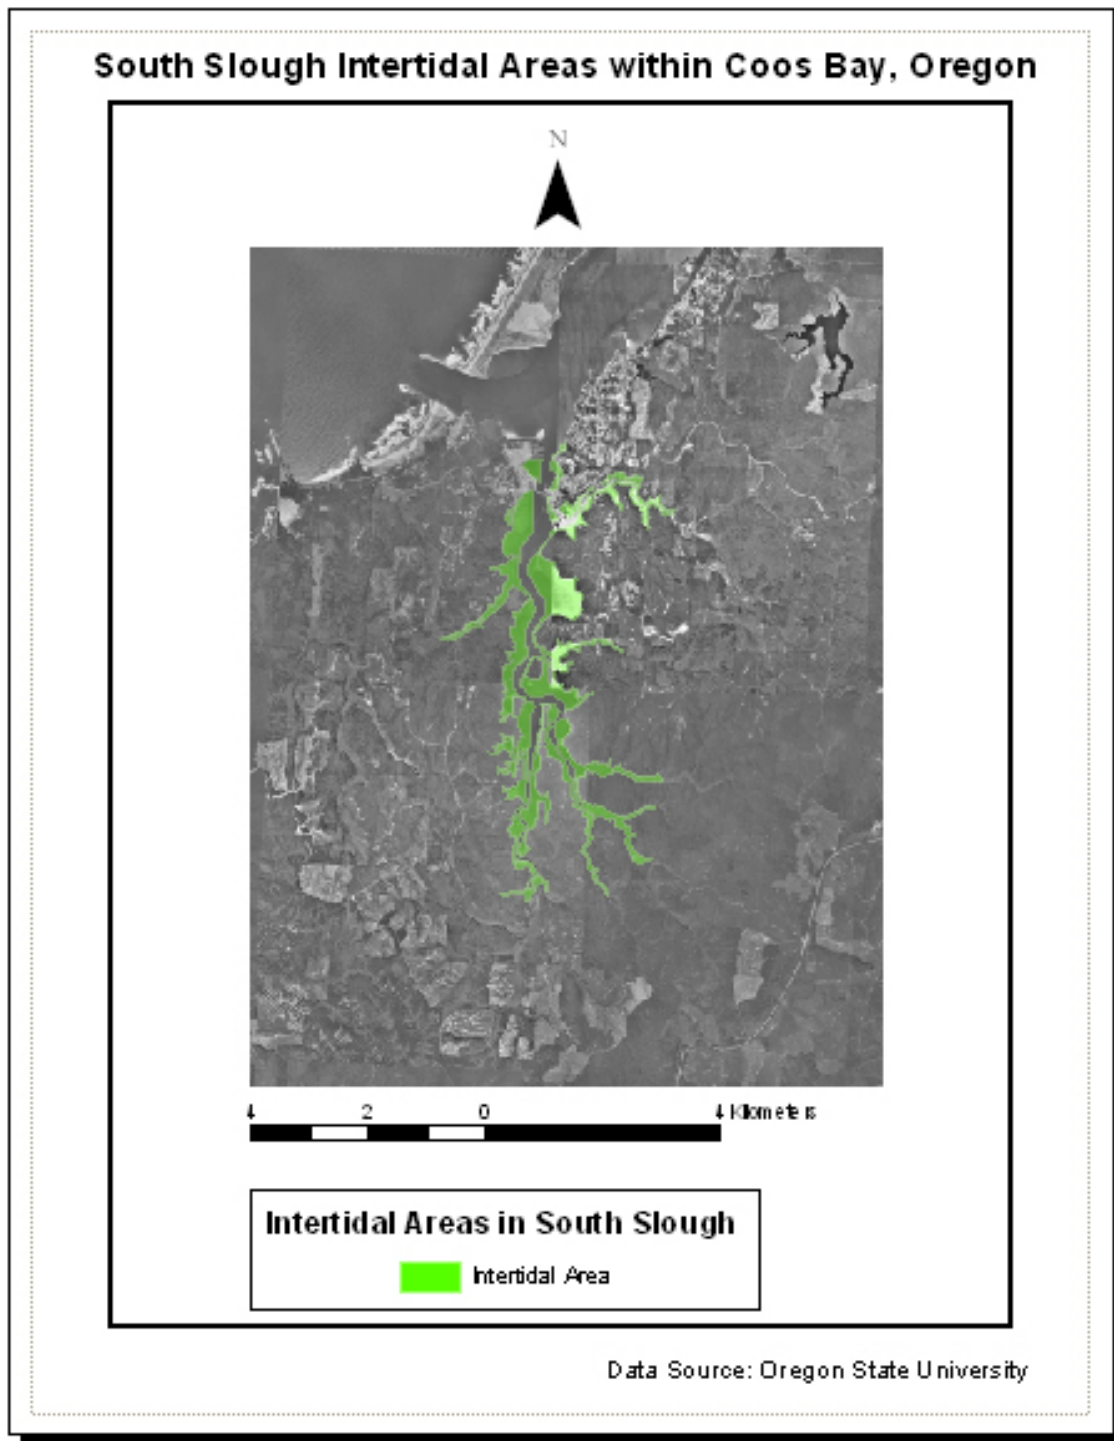 South Slough Intertidal Areas within Coos Bay, Oregon
N
4 2 0 4 Kilometers
Intertidal Areas in South Slough
Intertidal Area
Data Source: Oregon State University